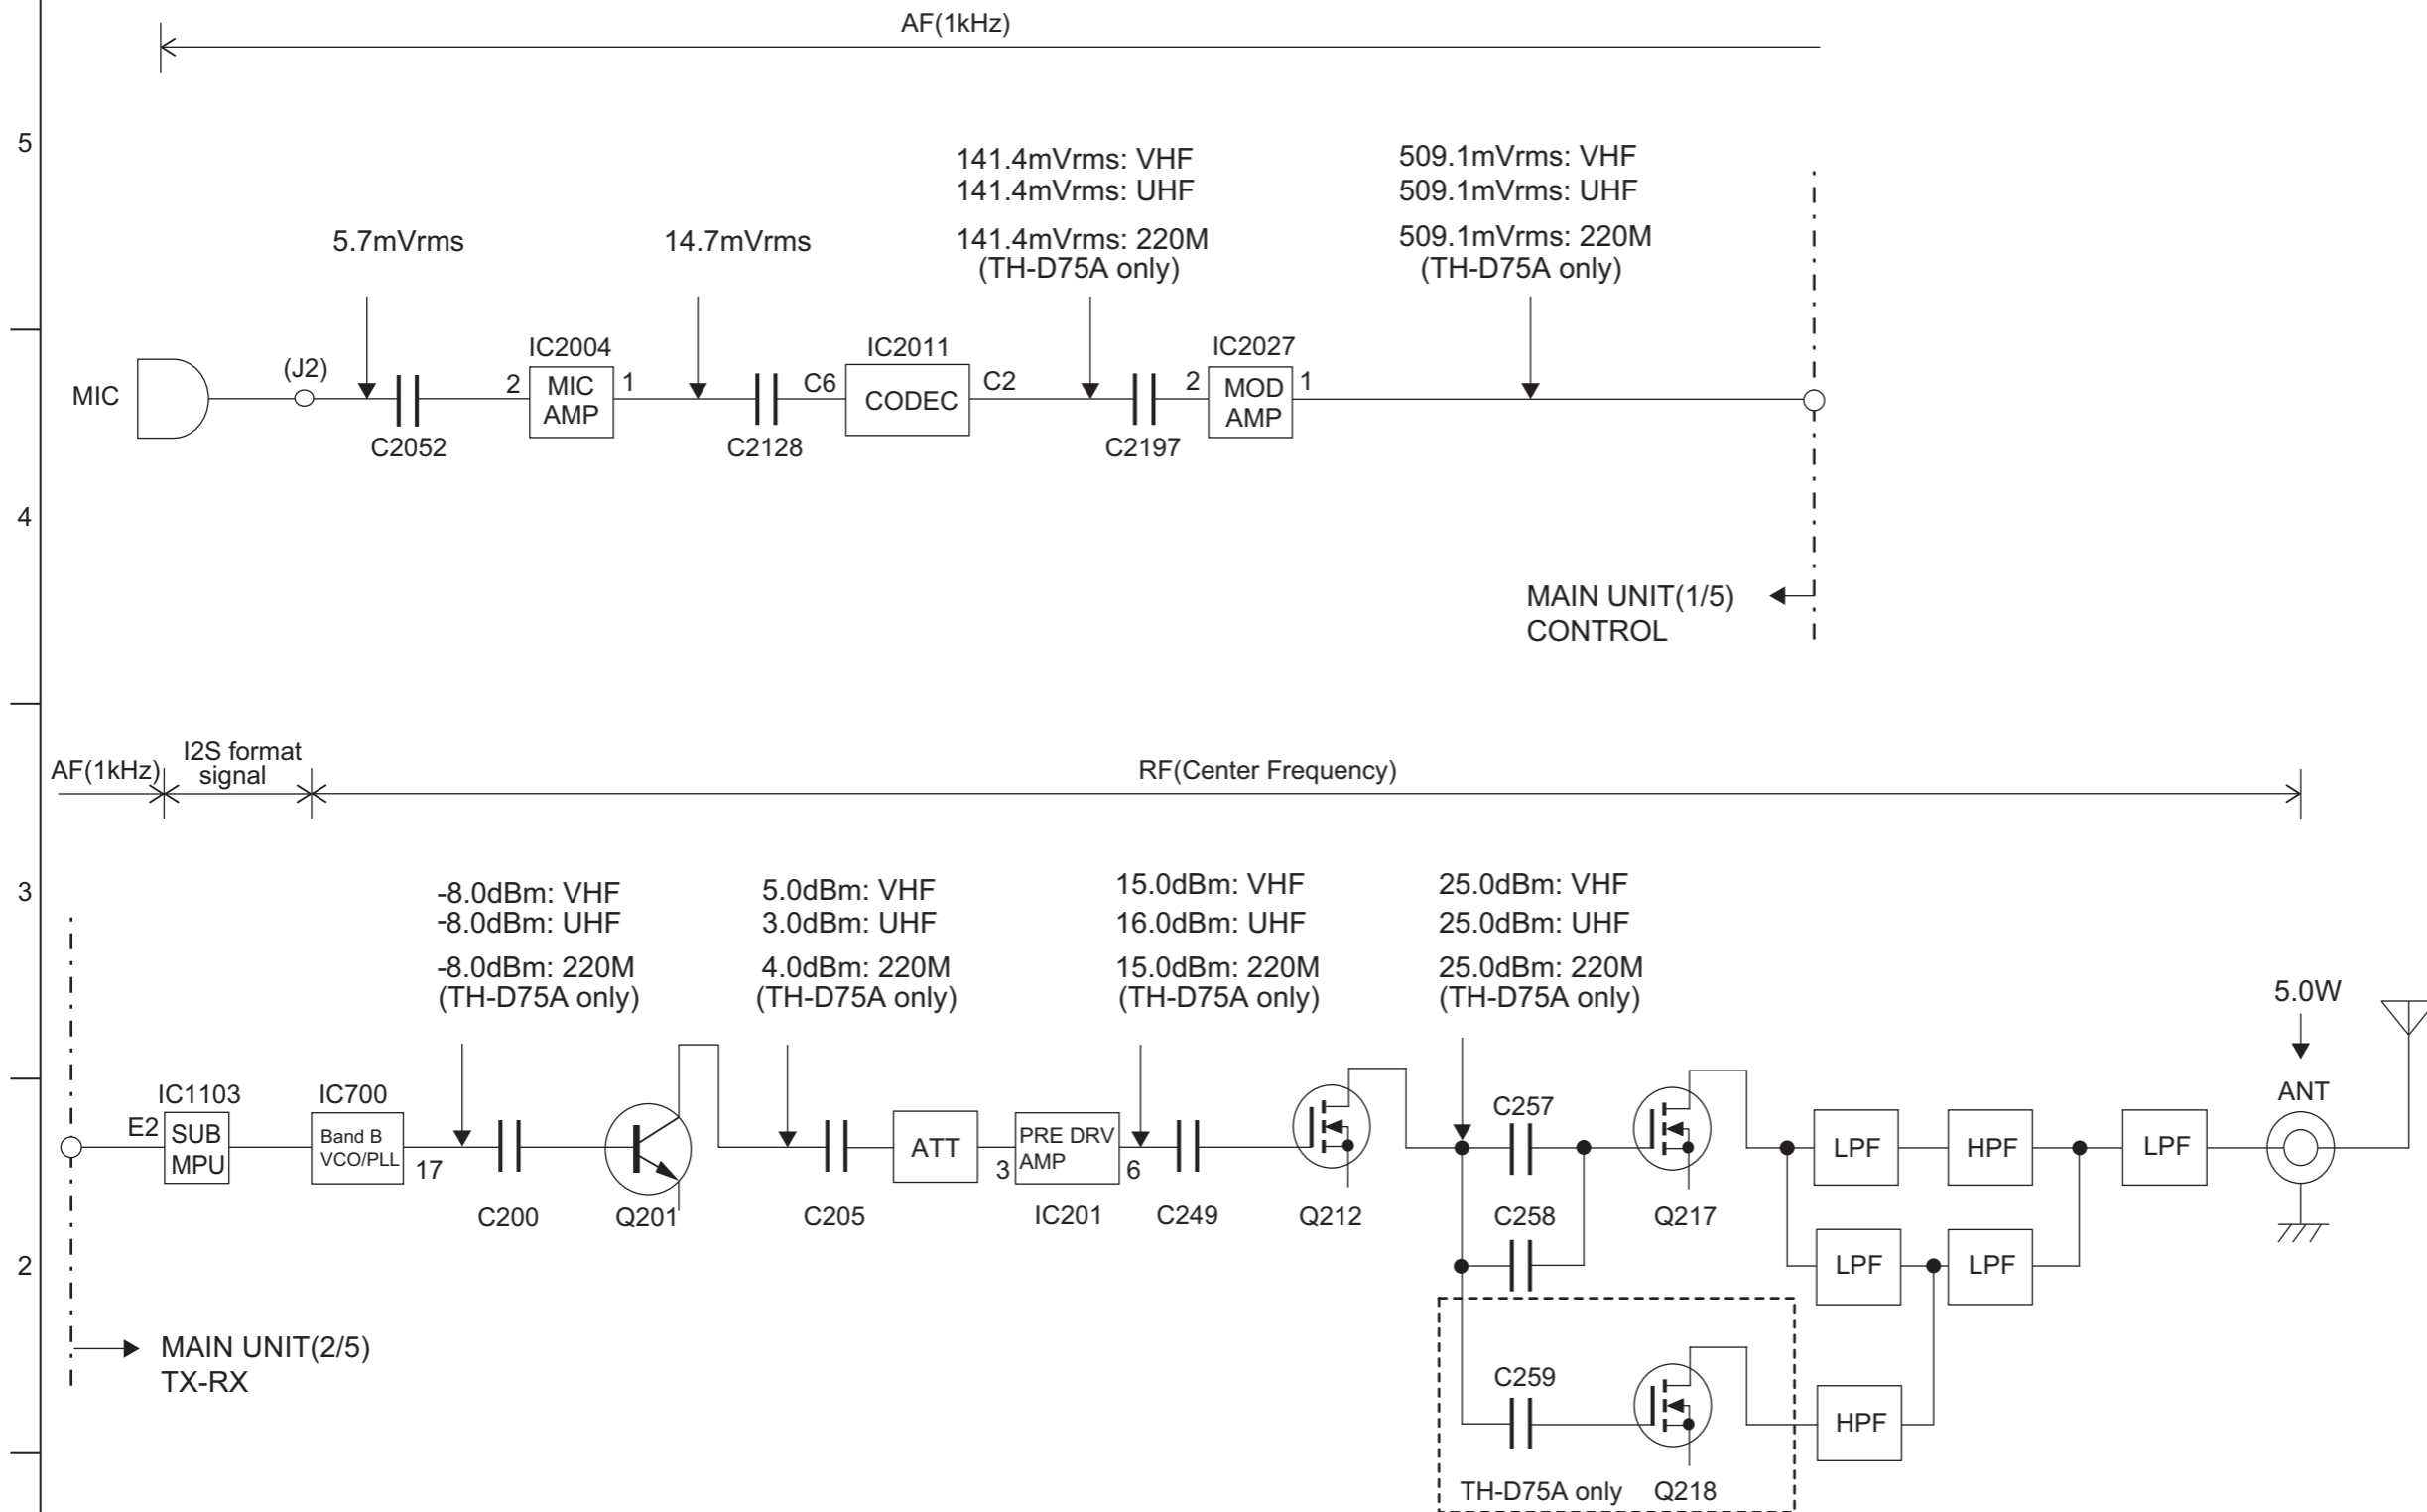 AF(1kHz)
5
141.4mVrms: VHF
141.4mVrms: UHF
141.4mVrms: 220M
(TH-D75A only)
509.1mVrms: VHF
509.1mVrms: UHF
509.1mVrms: 220M
(TH-D75A only)
5.7mVrms
14.7mVrms
MIC
(J2)
C2052
2
IC2004
MIC
AMP
1
C2128
C6
IC2011
CODEC
C2
C2197
2
IC2027
MOD
AMP
1
4
MAIN UNIT(1/5)
CONTROL
AF(1kHz)
I2S format
signal
RF(Center Frequency)
3
-8.0dBm: VHF
-8.0dBm: UHF
-8.0dBm: 220M
(TH-D75A only)
5.0dBm: VHF
3.0dBm: UHF
4.0dBm: 220M
(TH-D75A only)
15.0dBm: VHF
16.0dBm: UHF
15.0dBm: 220M
(TH-D75A only)
25.0dBm: VHF
25.0dBm: UHF
25.0dBm: 220M
(TH-D75A only)
5.0W
ANT
E2
IC1103
SUB
MPU
IC700
Band B
VCO/PLL
17
C200
Q201
C205
ATT
3
PRE DRV
AMP
6
IC201
C249
Q212
C257
C258
Q217
LPF
HPF
LPF
2
LPF
LPF
MAIN UNIT(2/5)
TX-RX
C259
HPF
TH-D75A only
Q218